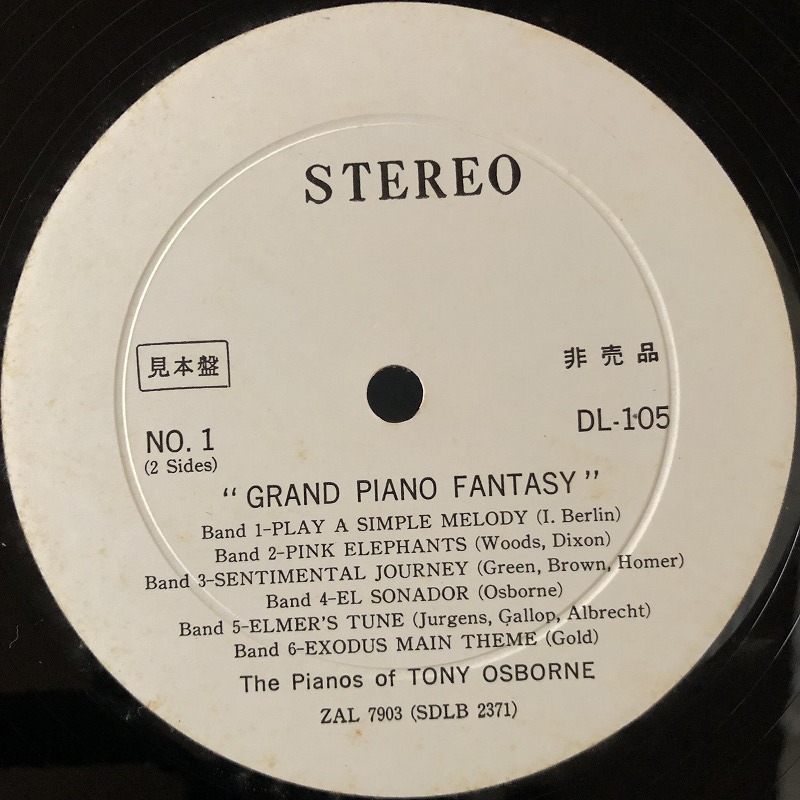 STEREO
見本盤
非売品
NO. 1
(2 Sides)
DL-105
"GRAND PIANO FANTASY"
Band 1-PLAY A SIMPLE MELODY (I. Berlin)
Band 2-PINK ELEPHANTS (Woods, Dixon)
Band 3-SENTIMENTAL JOURNEY (Green, Brown, Homer)
Band 4-EL SONADOR (Osborne)
Band 5-ELMER'S TUNE (Jurgens, Gallop, Albrecht)
Band 6-EXODUS MAIN THEME (Gold)
The Pianos of TONY OSBORNE
ZAL 7903 (SDLB 2371)